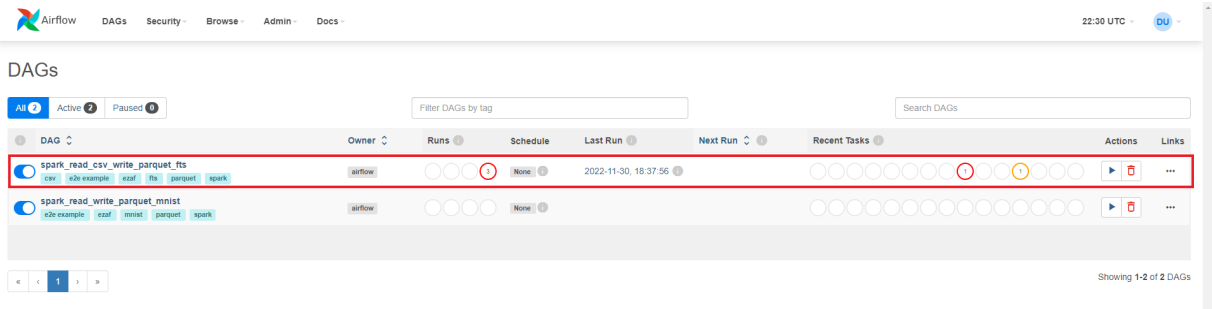 Airflow DAGs Security Browse Admin Docs 22:30 UTC DU
DAGs
All 2 Active 2 Paused 0 Filter DAGs by tag Search DAGs
DAG Owner Runs Schedule Last Run Next Run Recent Tasks Actions Links
spark_read_csv_write_parquet_fts airflow 3 None 2022-11-30, 18:37:56 1 1
csv e2e example ezaf fts parquet spark
spark_read_write_parquet_mnist airflow None
e2e example ezaf mnist parquet spark
« ‹ 1 › » Showing 1-2 of 2 DAGs